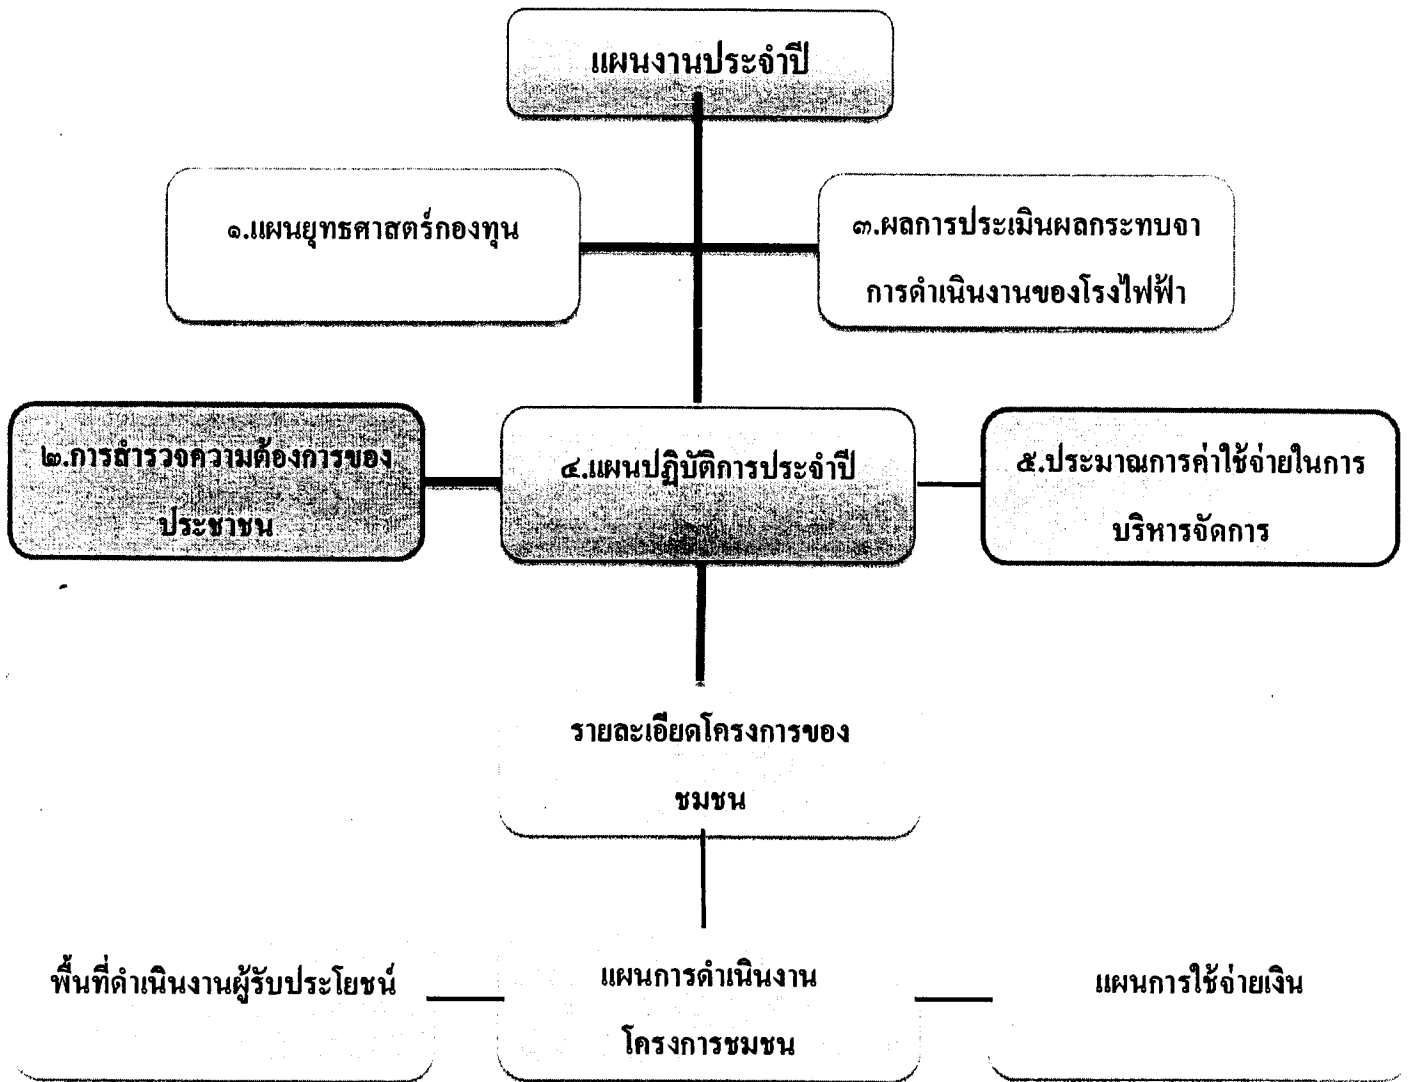 แผนงานประจำปี
๑.แผนยุทธศาสตร์กองทุน
๓.ผลการประเมินผลกระทบจา
การดำเนินงานของโรงไฟฟ้า
๒.การสำรวจความต้องการของ
ประชาชน
๔.แผนปฏิบัติการประจำปี
๕.ประมาณการค่าใช้จ่ายในการ
บริหารจัดการ
รายละเอียดโครงการของ
ชมชน
พื้นที่ดำเนินงานผู้รับประโยชน์
แผนการดำเนินงาน
โครงการชมชน
แผนการใช้จ่ายเงิน